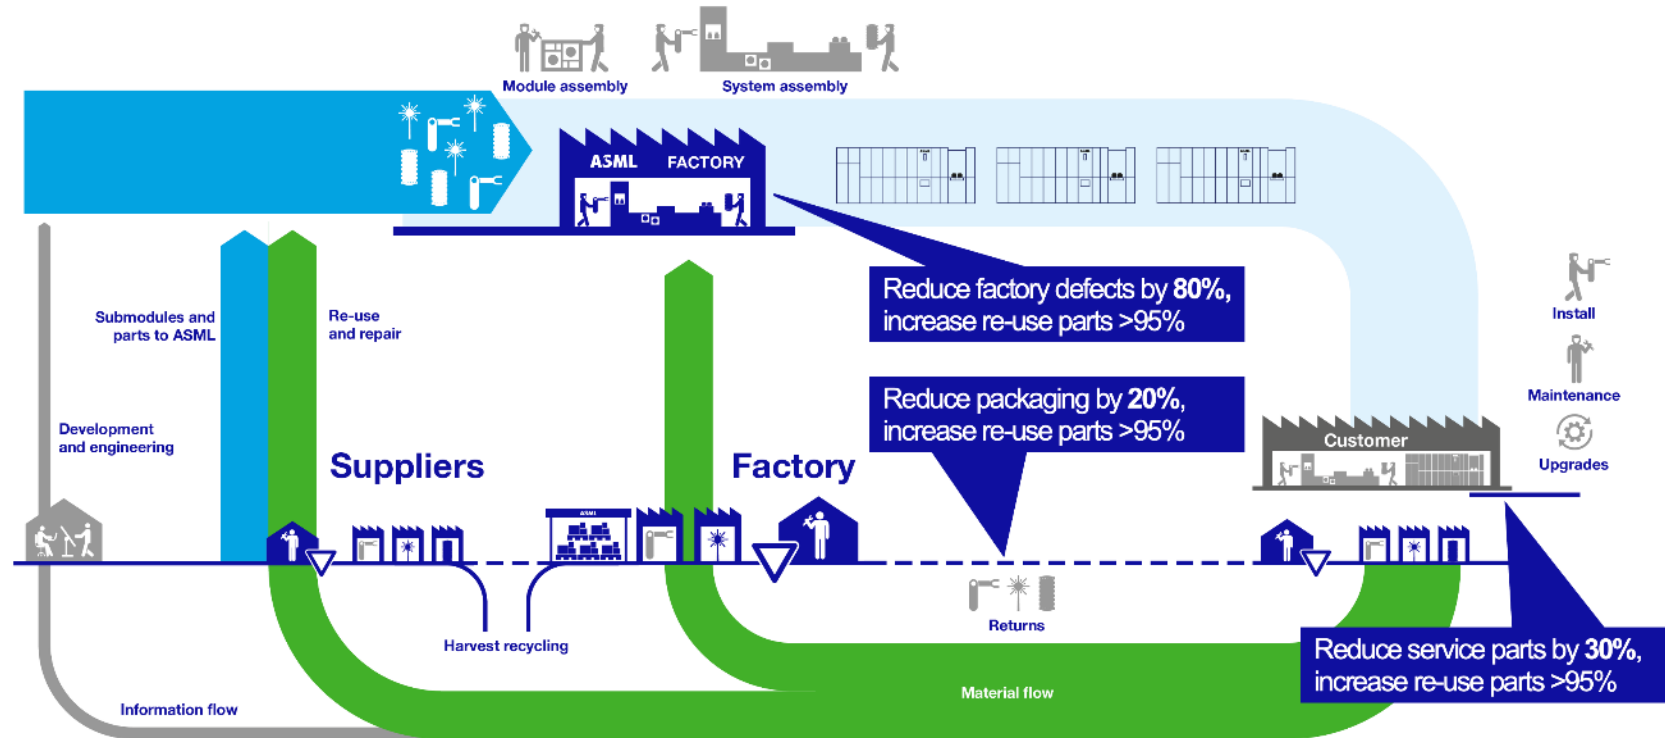 Module assembly
System assembly
ASML FACTORY
Reduce factory defects by 80%,
increase re-use parts >95%
Install
Submodules and
parts to ASML
Re-use
and repair
Reduce packaging by 20%,
increase re-use parts >95%
Maintenance
Development
and engineering
Customer
Upgrades
Suppliers
Factory
ASML
Returns
Harvest recycling
Reduce service parts by 30%,
increase re-use parts >95%
Material flow
Information flow